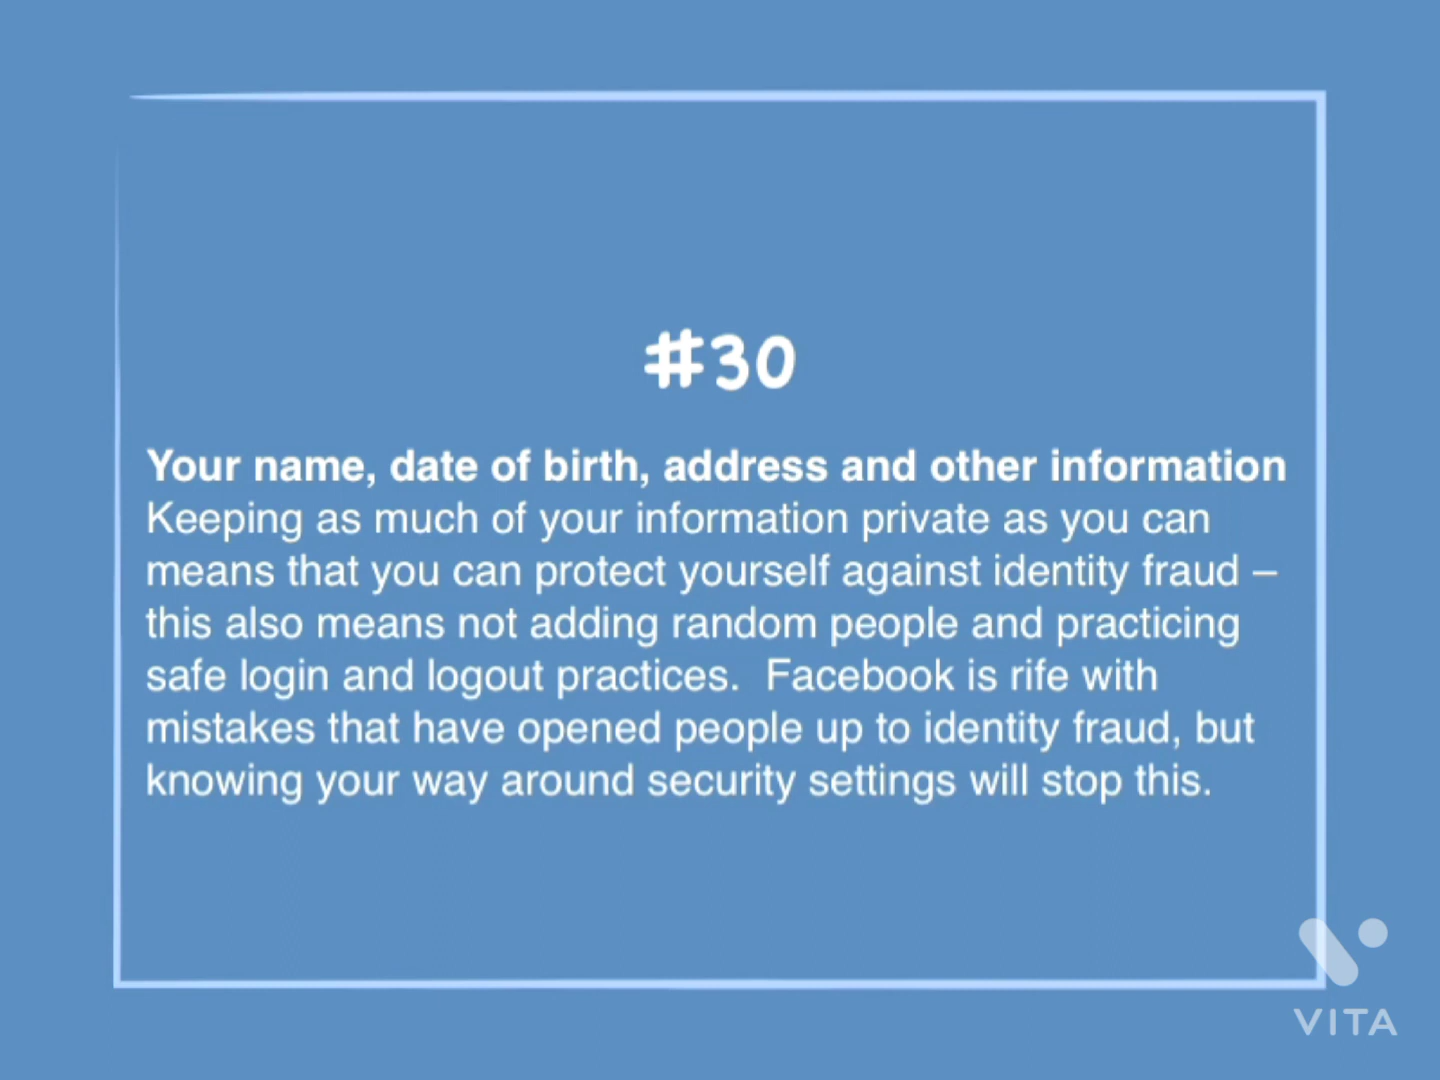 #30
Your name, date of birth, address and other information
Keeping as much of your information private as you can
means that you can protect yourself against identity fraud –
this also means not adding random people and practicing
safe login and logout practices.  Facebook is rife with
mistakes that have opened people up to identity fraud, but
knowing your way around security settings will stop this.
VITA